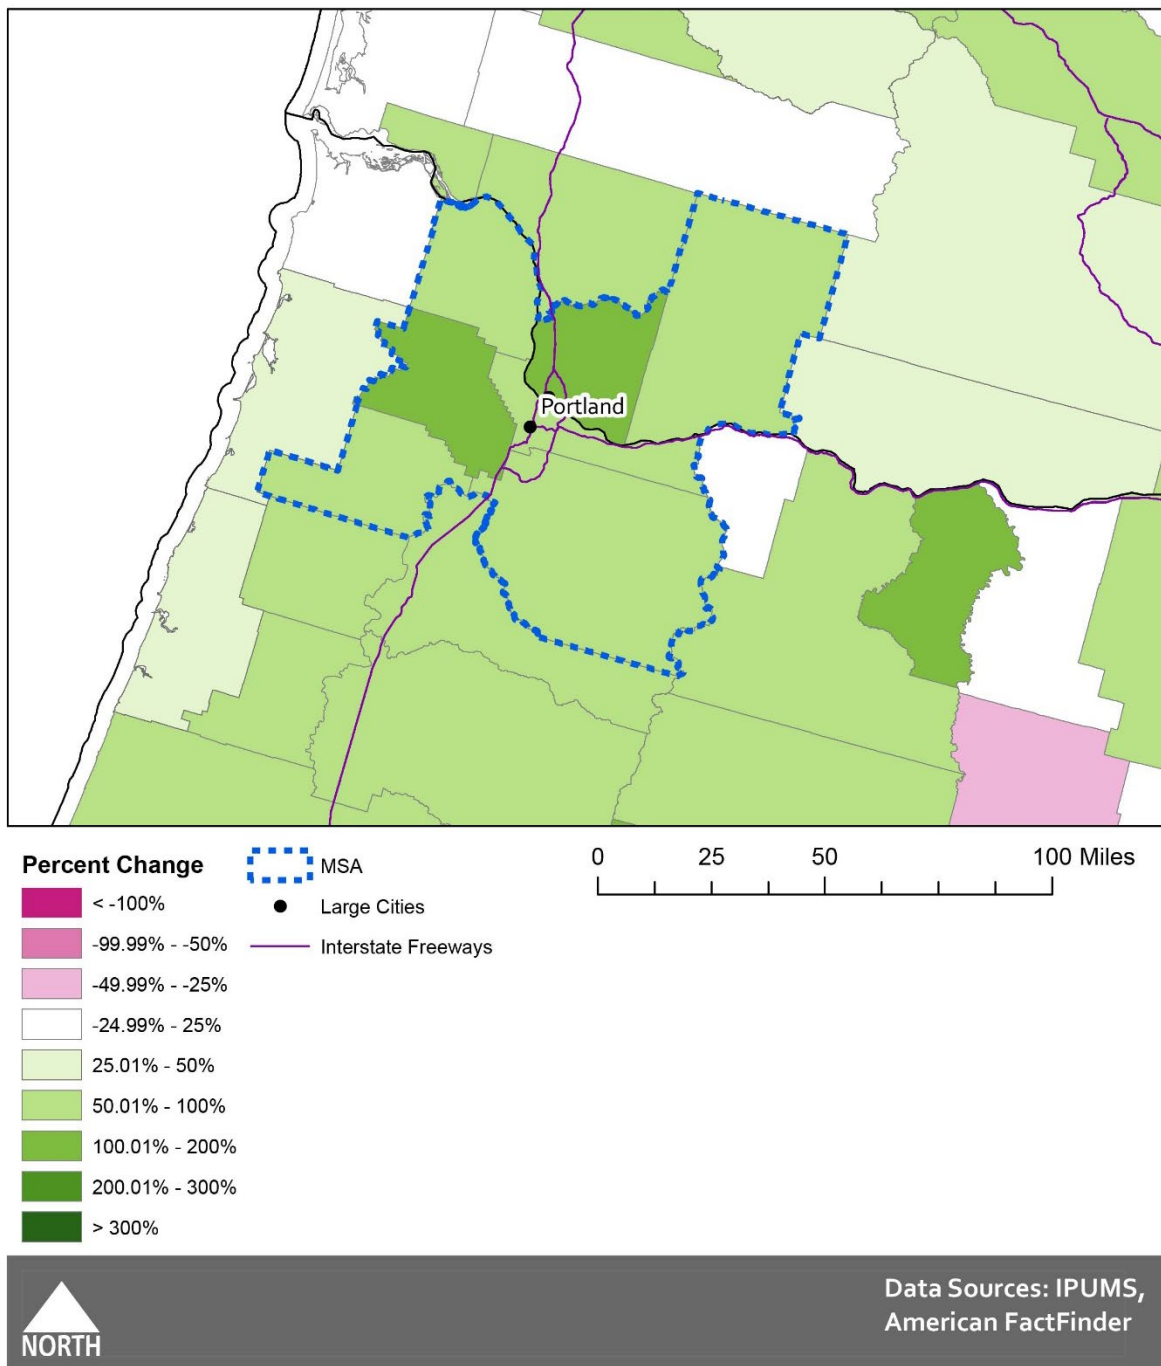 Portland
Percent Change
< -100%
-99.99% - -50%
-49.99% - -25%
-24.99% - 25%
25.01% - 50%
50.01% - 100%
100.01% - 200%
200.01% - 300%
> 300%
MSA
Large Cities
Interstate Freeways
0 25 50 100 Miles
NORTH
Data Sources: IPUMS,
American FactFinder